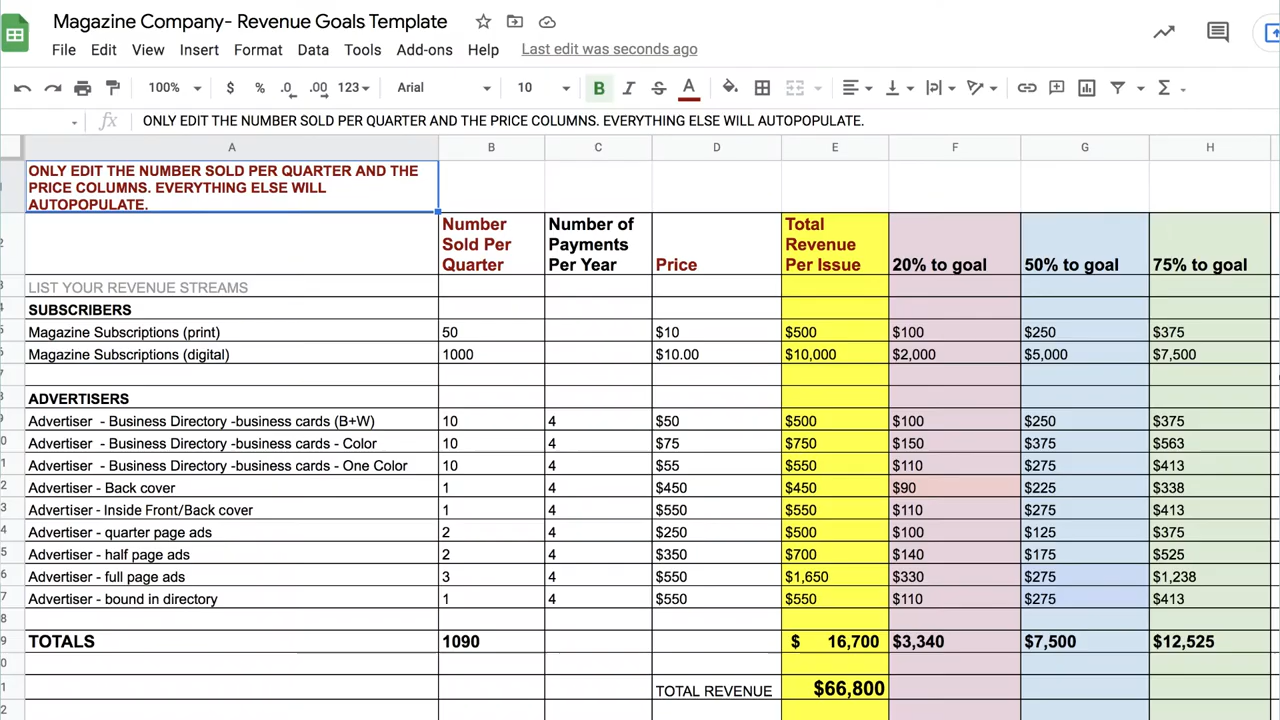 Magazine Company- Revenue Goals Template
File Edit View Insert Format Data Tools Add-ons Help Last edit was seconds ago
100% $ % .0 .00 123 Arial 10 B I S A Σ
fx ONLY EDIT THE NUMBER SOLD PER QUARTER AND THE PRICE COLUMNS. EVERYTHING ELSE WILL AUTOPOPULATE.
A B C D E F G H
ONLY EDIT THE NUMBER SOLD PER QUARTER AND THE
PRICE COLUMNS. EVERYTHING ELSE WILL
AUTOPOPULATE.
Number Sold Per Quarter Number of Payments Per Year Price Total Revenue Per Issue 20% to goal 50% to goal 75% to goal
LIST YOUR REVENUE STREAMS
SUBSCRIBERS
Magazine Subscriptions (print) 50 $10 $500 $100 $250 $375
Magazine Subscriptions (digital) 1000 $10.00 $10,000 $2,000 $5,000 $7,500
ADVERTISERS
Advertiser - Business Directory -business cards (B+W) 10 4 $50 $500 $100 $250 $375
Advertiser - Business Directory -business cards - Color 10 4 $75 $750 $150 $375 $563
Advertiser - Business Directory -business cards - One Color 10 4 $55 $550 $110 $275 $413
Advertiser - Back cover 1 4 $450 $450 $90 $225 $338
Advertiser - Inside Front/Back cover 1 4 $550 $550 $110 $275 $413
Advertiser - quarter page ads 2 4 $250 $500 $100 $125 $375
Advertiser - half page ads 2 4 $350 $700 $140 $175 $525
Advertiser - full page ads 3 4 $550 $1,650 $330 $275 $1,238
Advertiser - bound in directory 1 4 $550 $550 $110 $275 $413
TOTALS 1090 $ 16,700 $3,340 $7,500 $12,525
TOTAL REVENUE $66,800